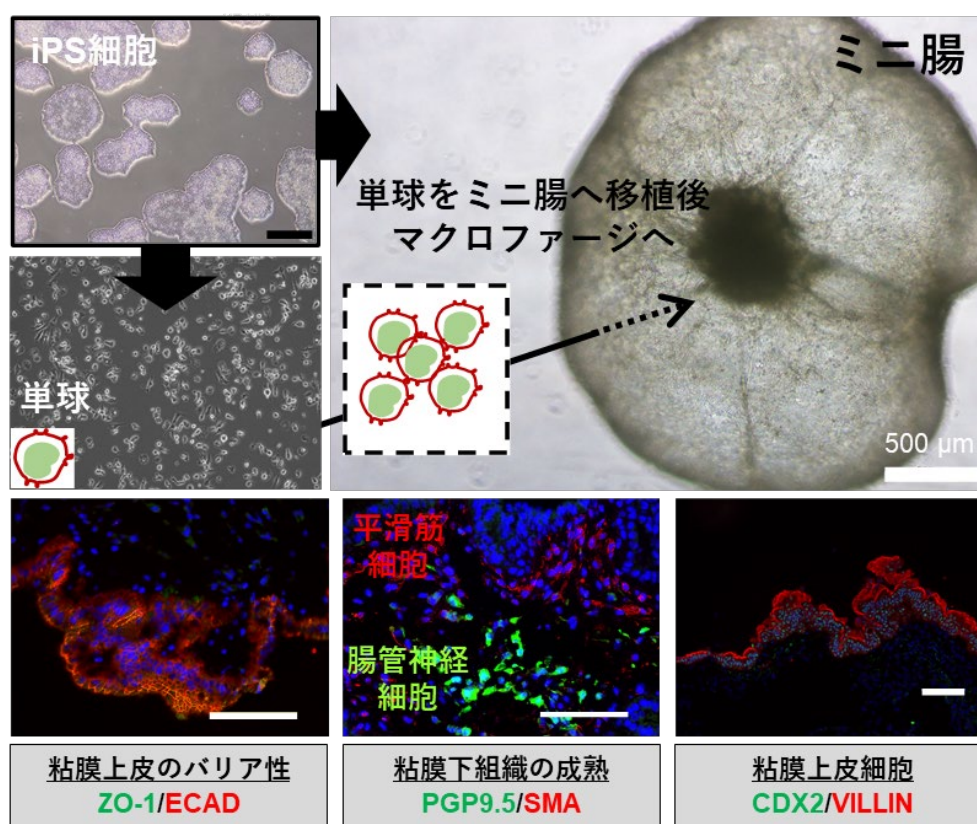 iPS細胞
ミニ腸
単球をミニ腸へ移植後
マクロファージへ
単球
500 μm
平滑筋
細胞
腸管神経
細胞
粘膜上皮のバリア性
ZO-1/ECAD
粘膜下組織の成熟
PGP9.5/SMA
粘膜上皮細胞
CDX2/VILLIN